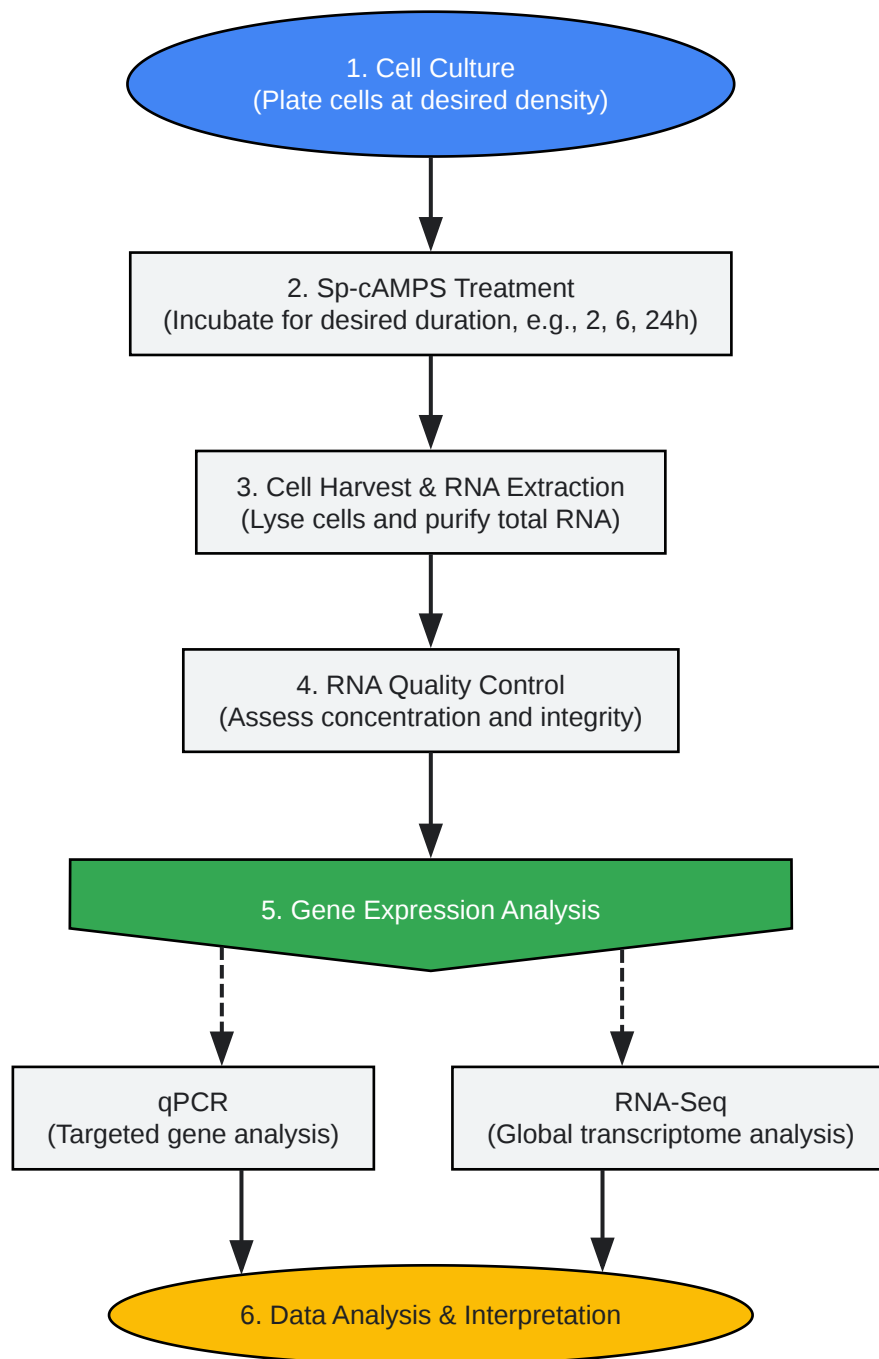 1. Cell Culture
(Plate cells at desired density)
2. Sp-cAMPS Treatment
(Incubate for desired duration, e.g., 2, 6, 24h)
3. Cell Harvest & RNA Extraction
(Lyse cells and purify total RNA)
4. RNA Quality Control
(Assess concentration and integrity)
5. Gene Expression Analysis
qPCR
(Targeted gene analysis)
RNA-Seq
(Global transcriptome analysis)
6. Data Analysis & Interpretation